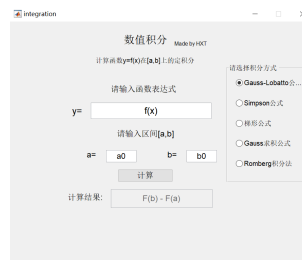 integration
数值积分 Made by HXT
计算函数y=f(x)在[a,b]上的定积分
请输入函数表达式
y= f(x)
请输入区间[a,b]
a= a0 b= b0
计算
计算结果: F(b) - F(a)
请选择积分方式
Gauss-Lobatto公...
Simpson公式
梯形公式
Gauss求积公式
Romberg积分法